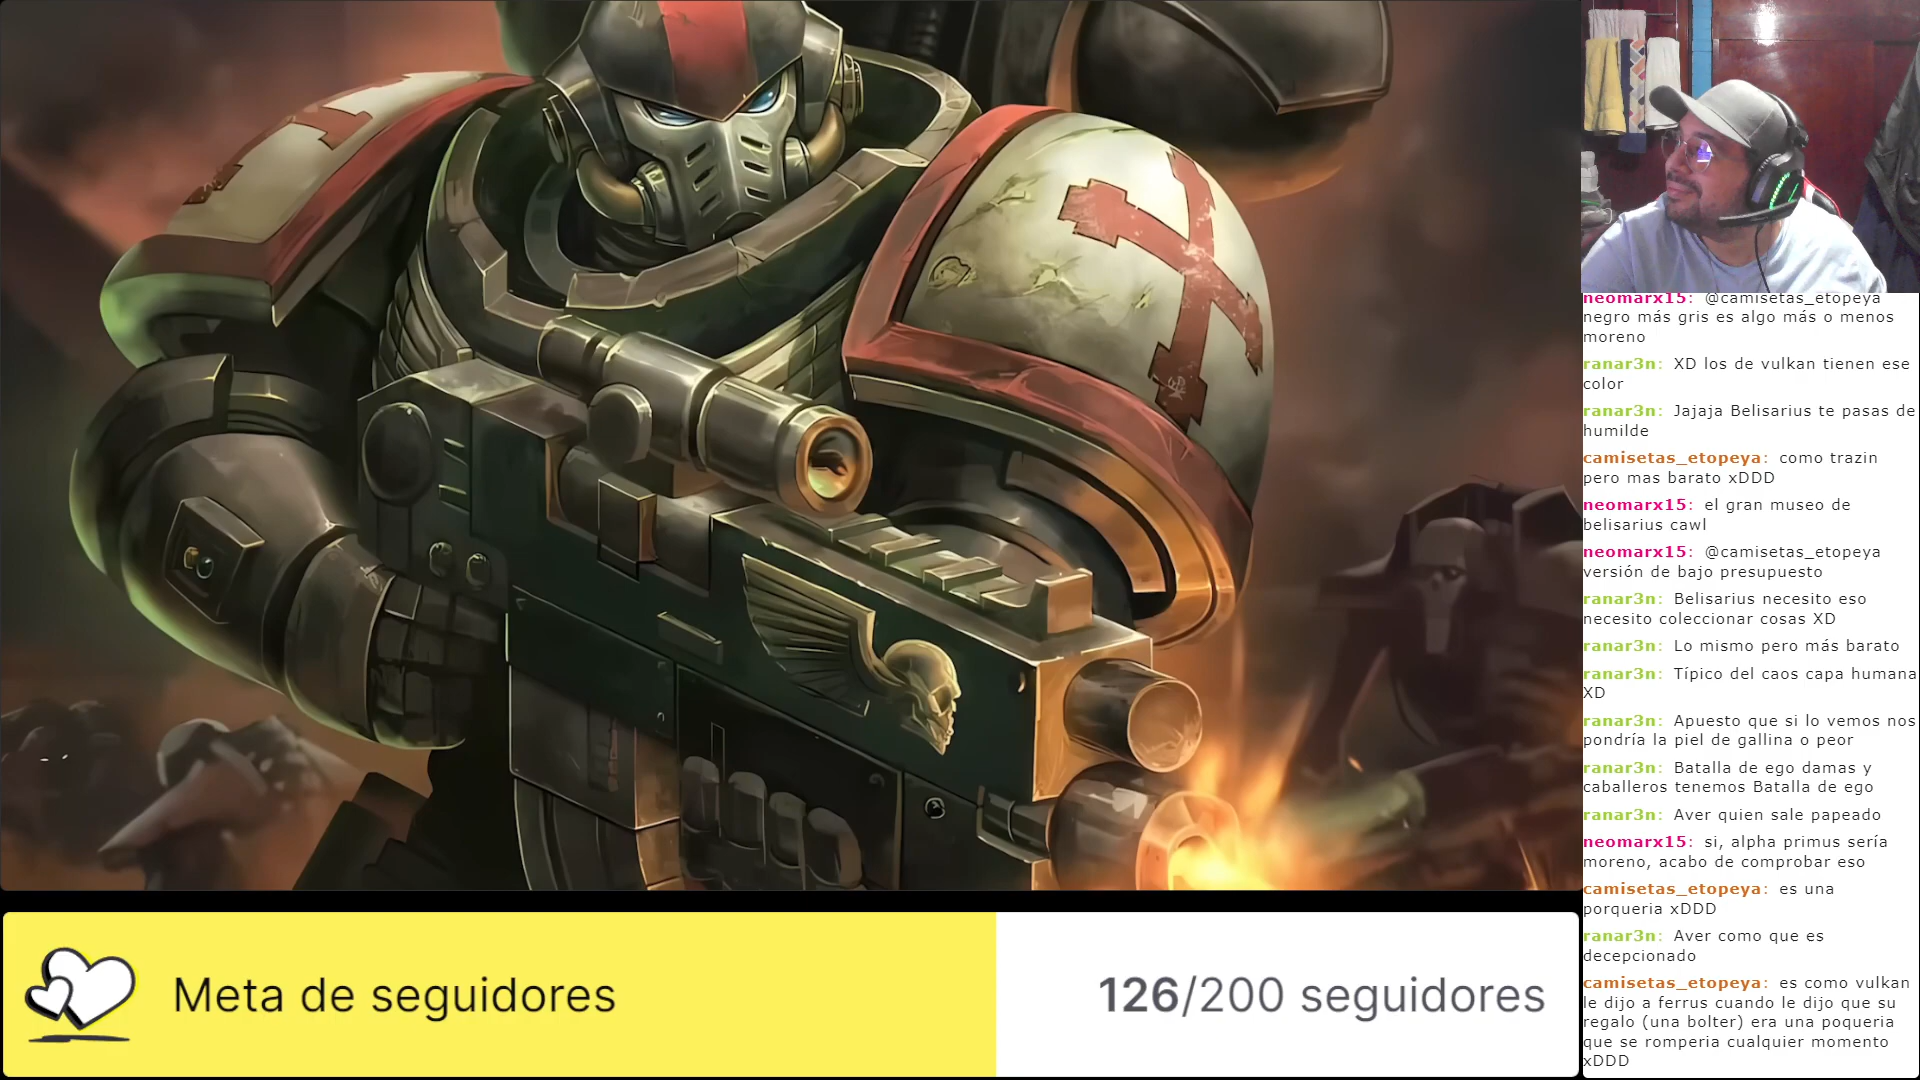 neomarx15: @camisetas_etopeya
negro más gris es algo más o menos
moreno
ranar3n: XD los de vulkan tienen ese
color
ranar3n: Jajaja Belisarius te pasas de
humilde
camisetas_etopeya: como trazin
pero mas barato xDDD
neomarx15: el gran museo de
belisarius cawl
neomarx15: @camisetas_etopeya
versión de bajo presupuesto
ranar3n: Belisarius necesito eso
necesito coleccionar cosas XD
ranar3n: Lo mismo pero más barato
ranar3n: Típico del caos capa humana
XD
ranar3n: Apuesto que si lo vemos nos
pondría la piel de gallina o peor
ranar3n: Batalla de ego damas y
caballeros tenemos Batalla de ego
ranar3n: Aver quien sale papeado
neomarx15: si, alpha primus sería
moreno, acabo de comprobar eso
camisetas_etopeya: es una
porqueria xDDD
ranar3n: Aver como que es
decepcionado
camisetas_etopeya: es como vulkan
le dijo a ferrus cuando le dijo que su
regalo (una bolter) era una poqueria
que se romperia cualquier momento
xDDD
Meta de seguidores
126/200 seguidores